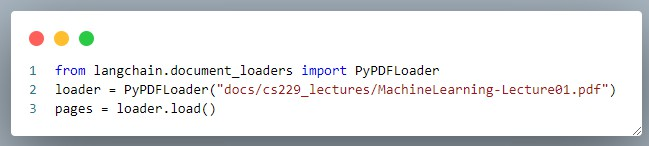 1 from langchain.document_loaders import PyPDFLoader
2 loader = PyPDFLoader("docs/cs229_lectures/MachineLearning-Lecture01.pdf")
3 pages = loader.load()